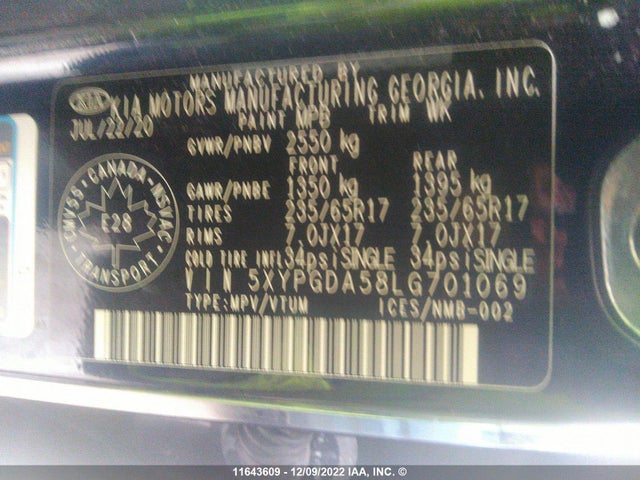 MANUFACTURED BY
KIA KIA MOTORS MANUFACTURING GEORGIA, INC.
JUL/22/20 PAINT MPB TRIM WK
GVWR/PNBV 2550 kg
FRONT REAR
GAWR/PNBE 1350 kg 1395 kg
TIRES 235/65R17 235/65R17
RIMS 7.0JX17 7.0JX17
COLD TIRE INFL 34psi SINGLE 34psi SINGLE
VIN 5XYPGDA58LG701069
TYPE:MPV/VTUM ICES/NMB-002
CMVSS - CANADA - NSVAC
E28
- TRANSPORT -
11643609 - 12/09/2022 IAA, INC. ©